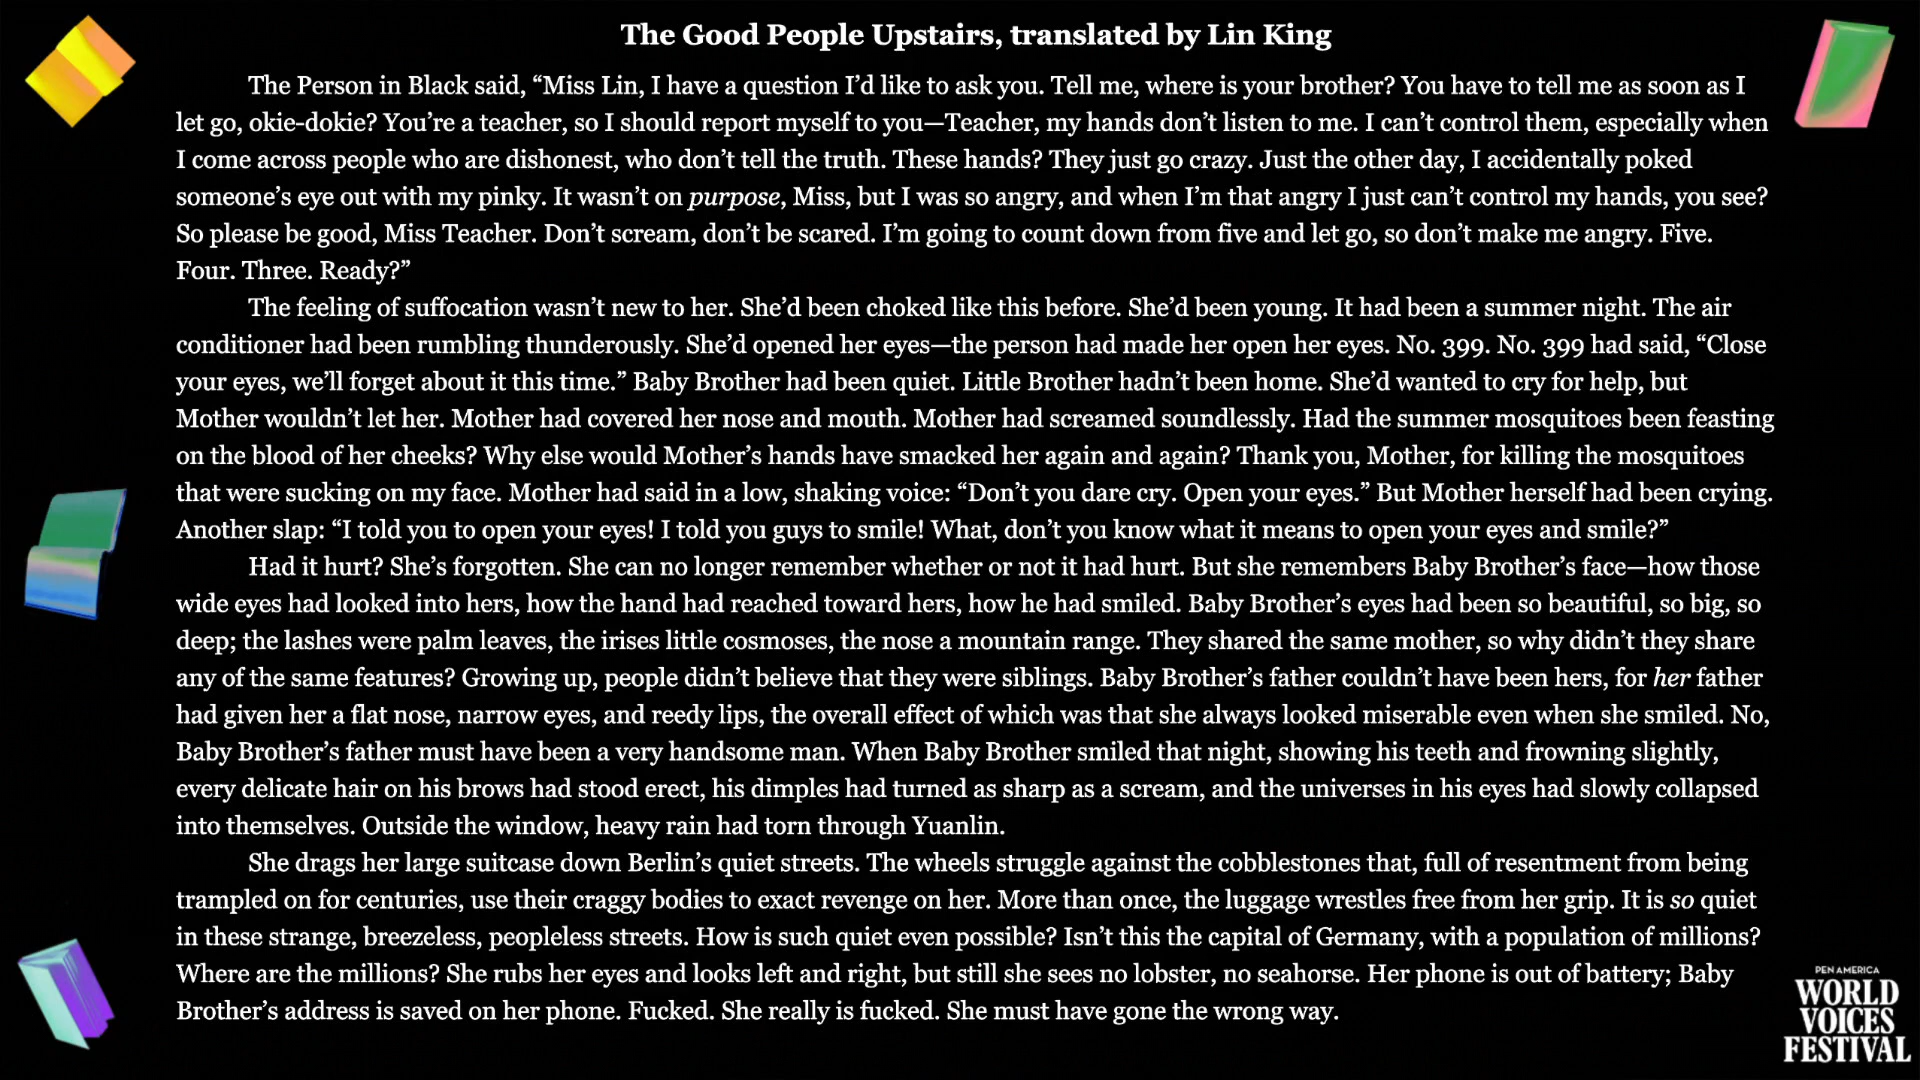 The Good People Upstairs, translated by Lin King
The Person in Black said, “Miss Lin, I have a question I’d like to ask you. Tell me, where is your brother? You have to tell me as soon as I
let go, okie-dokie? You’re a teacher, so I should report myself to you—Teacher, my hands don’t listen to me. I can’t control them, especially when
I come across people who are dishonest, who don’t tell the truth. These hands? They just go crazy. Just the other day, I accidentally poked
someone’s eye out with my pinky. It wasn’t on purpose, Miss, but I was so angry, and when I’m that angry I just can’t control my hands, you see?
So please be good, Miss Teacher. Don’t scream, don’t be scared. I’m going to count down from five and let go, so don’t make me angry. Five.
Four. Three. Ready?”
The feeling of suffocation wasn’t new to her. She’d been choked like this before. She’d been young. It had been a summer night. The air
conditioner had been rumbling thunderously. She’d opened her eyes—the person had made her open her eyes. No. 399. No. 399 had said, “Close
your eyes, we’ll forget about it this time.” Baby Brother had been quiet. Little Brother hadn’t been home. She’d wanted to cry for help, but
Mother wouldn’t let her. Mother had covered her nose and mouth. Mother had screamed soundlessly. Had the summer mosquitoes been feasting
on the blood of her cheeks? Why else would Mother’s hands have smacked her again and again? Thank you, Mother, for killing the mosquitoes
that were sucking on my face. Mother had said in a low, shaking voice: “Don’t you dare cry. Open your eyes.” But Mother herself had been crying.
Another slap: “I told you to open your eyes! I told you guys to smile! What, don’t you know what it means to open your eyes and smile?”
Had it hurt? She’s forgotten. She can no longer remember whether or not it had hurt. But she remembers Baby Brother’s face—how those
wide eyes had looked into hers, how the hand had reached toward hers, how he had smiled. Baby Brother’s eyes had been so beautiful, so big, so
deep; the lashes were palm leaves, the irises little cosmoses, the nose a mountain range. They shared the same mother, so why didn’t they share
any of the same features? Growing up, people didn’t believe that they were siblings. Baby Brother’s father couldn’t have been hers, for her father
had given her a flat nose, narrow eyes, and reedy lips, the overall effect of which was that she always looked miserable even when she smiled. No,
Baby Brother’s father must have been a very handsome man. When Baby Brother smiled that night, showing his teeth and frowning slightly,
every delicate hair on his brows had stood erect, his dimples had turned as sharp as a scream, and the universes in his eyes had slowly collapsed
into themselves. Outside the window, heavy rain had torn through Yuanlin.
She drags her large suitcase down Berlin’s quiet streets. The wheels struggle against the cobblestones that, full of resentment from being
trampled on for centuries, use their craggy bodies to exact revenge on her. More than once, the luggage wrestles free from her grip. It is so quiet
in these strange, breezeless, peopleless streets. How is such quiet even possible? Isn’t this the capital of Germany, with a population of millions?
Where are the millions? She rubs her eyes and looks left and right, but still she sees no lobster, no seahorse. Her phone is out of battery; Baby
Brother’s address is saved on her phone. Fucked. She really is fucked. She must have gone the wrong way.
PEN AMERICA
WORLD
VOICES
FESTIVAL